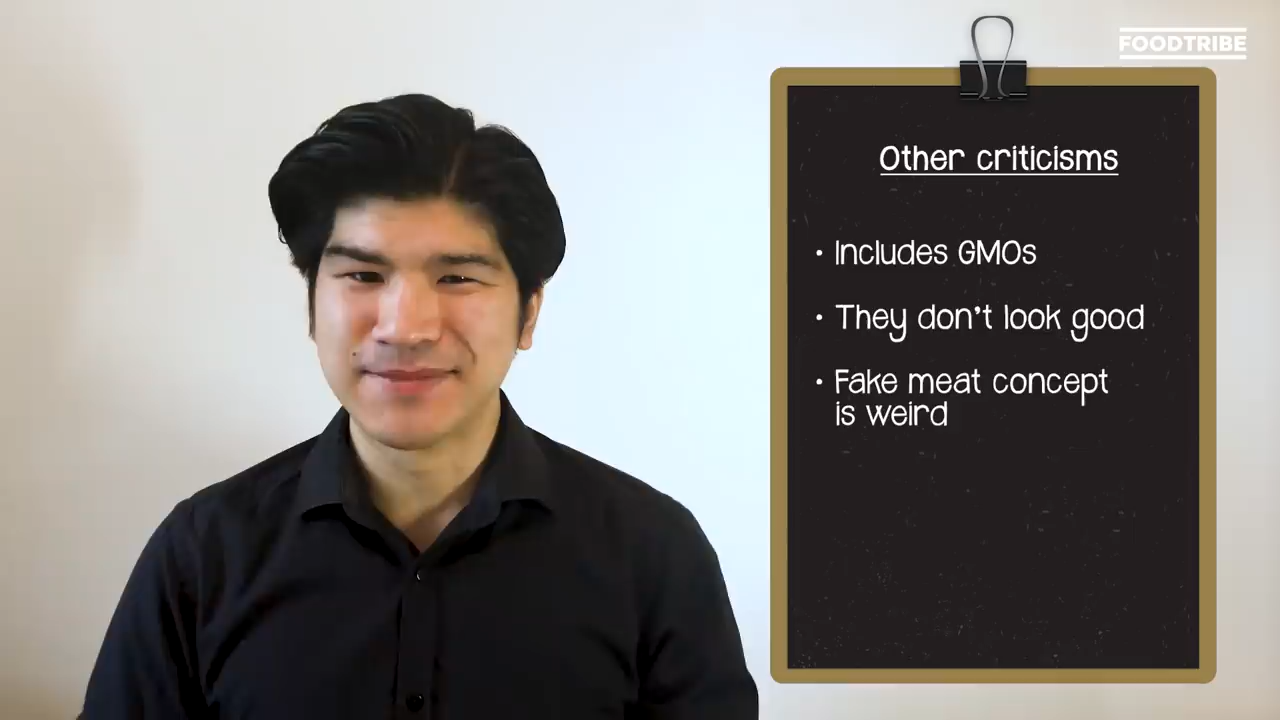 FOODTRIBE
Other criticisms
• Includes GMOs
• They don't look good
• Fake meat concept
is weird